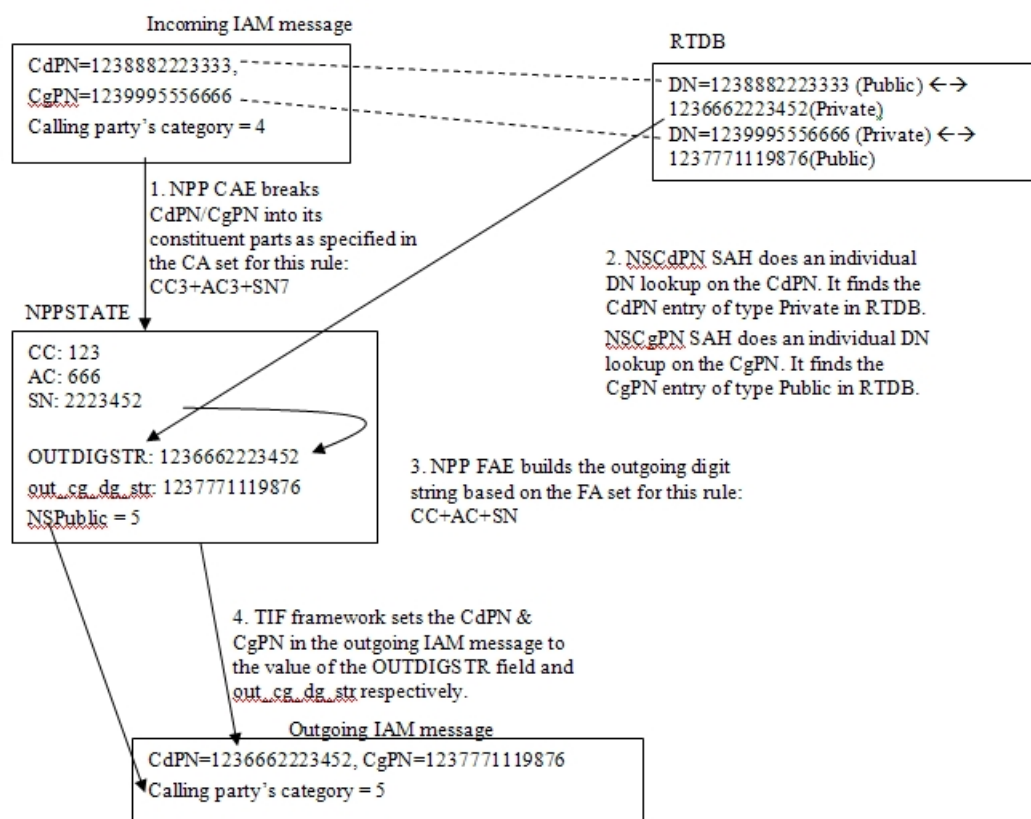 Incoming IAM message
CdPN=1238882223333,
CgPN=1239995556666
Calling party's category = 4
RTDB
DN=1238882223333 (Public) ←→
1236662223452(Private)
DN=1239995556666 (Private) ←→
1237771119876(Public)
1. NPP CAE breaks
CdPN/CgPN into its
constituent parts as specified in
the CA set for this rule:
CC3+AC3+SN7
2. NSCdPN SAH does an individual
DN lookup on the CdPN. It finds the
CdPN entry of type Private in RTDB.
NSCgPN SAH does an individual DN
lookup on the CgPN. It finds the
CgPN entry of type Public in RTDB.
NPPSTATE
CC: 123
AC: 666
SN: 2223452
OUTDIGSTR: 1236662223452
out_cg_dg_str: 1237771119876
NSPublic = 5
3. NPP FAE builds the outgoing digit
string based on the FA set for this rule:
CC+AC+SN
4. TIF framework sets the CdPN &
CgPN in the outgoing IAM message to
the value of the OUTDIGSTR field and
out_cg_dg_str respectively.
Outgoing IAM message
CdPN=1236662223452, CgPN=1237771119876
Calling party's category = 5